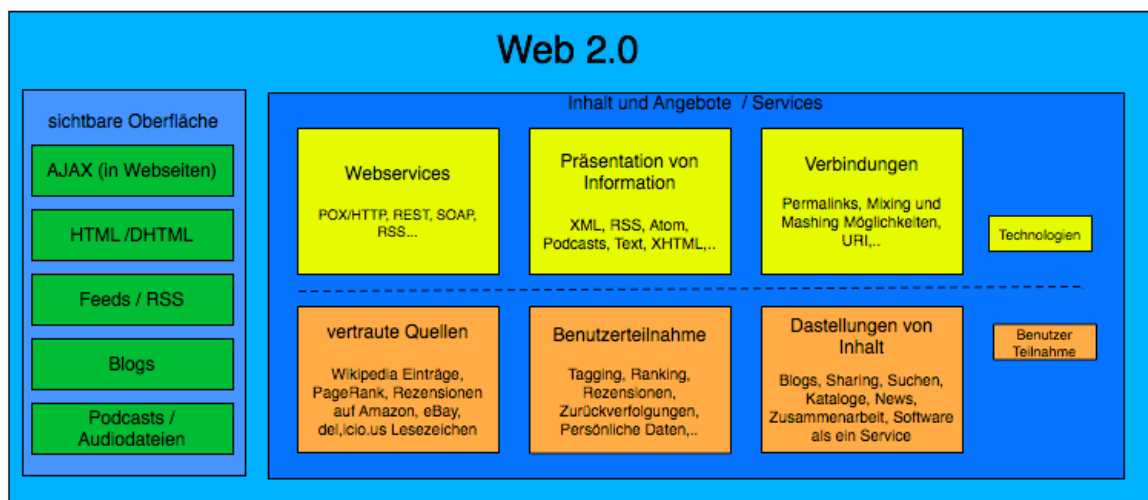 Web 2.0
sichtbare Oberfläche
AJAX (in Webseiten)
HTML /DHTML
Feeds / RSS
Blogs
Podcasts /
Audiodateien
Inhalt und Angebote / Services
Webservices
POX/HTTP, REST, SOAP,
RSS...
Präsentation von
Information
XML, RSS, Atom,
Podcasts, Text, XHTML,..
Verbindungen
Permalinks, Mixing und
Mashing Möglichkeiten,
URI,..
Technologien
vertraute Quellen
Wikipedia Einträge,
PageRank, Rezensionen
auf Amazon, eBay,
del,icio.us Lesezeichen
Benutzerteilnahme
Tagging, Ranking,
Rezensionen,
Zurückverfolgungen,
Persönliche Daten,..
Dastellungen von
Inhalt
Blogs, Sharing, Suchen,
Kataloge, News,
Zusammenarbeit, Software
als ein Service
Benutzer
Teilnahme